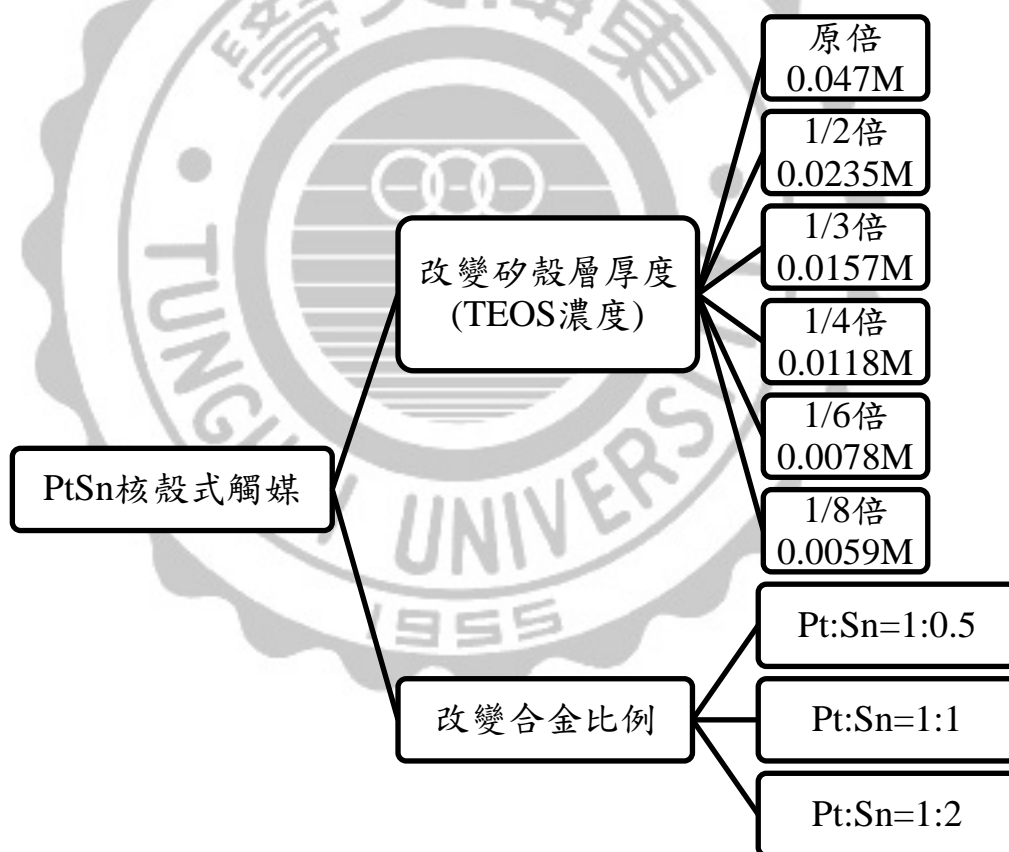 PtSn核殼式觸媒
改變矽殼層厚度
(TEOS濃度)
原倍
0.047M
1/2倍
0.0235M
1/3倍
0.0157M
1/4倍
0.0118M
1/6倍
0.0078M
1/8倍
0.0059M
改變合金比例
Pt:Sn=1:0.5
Pt:Sn=1:1
Pt:Sn=1:2
1955